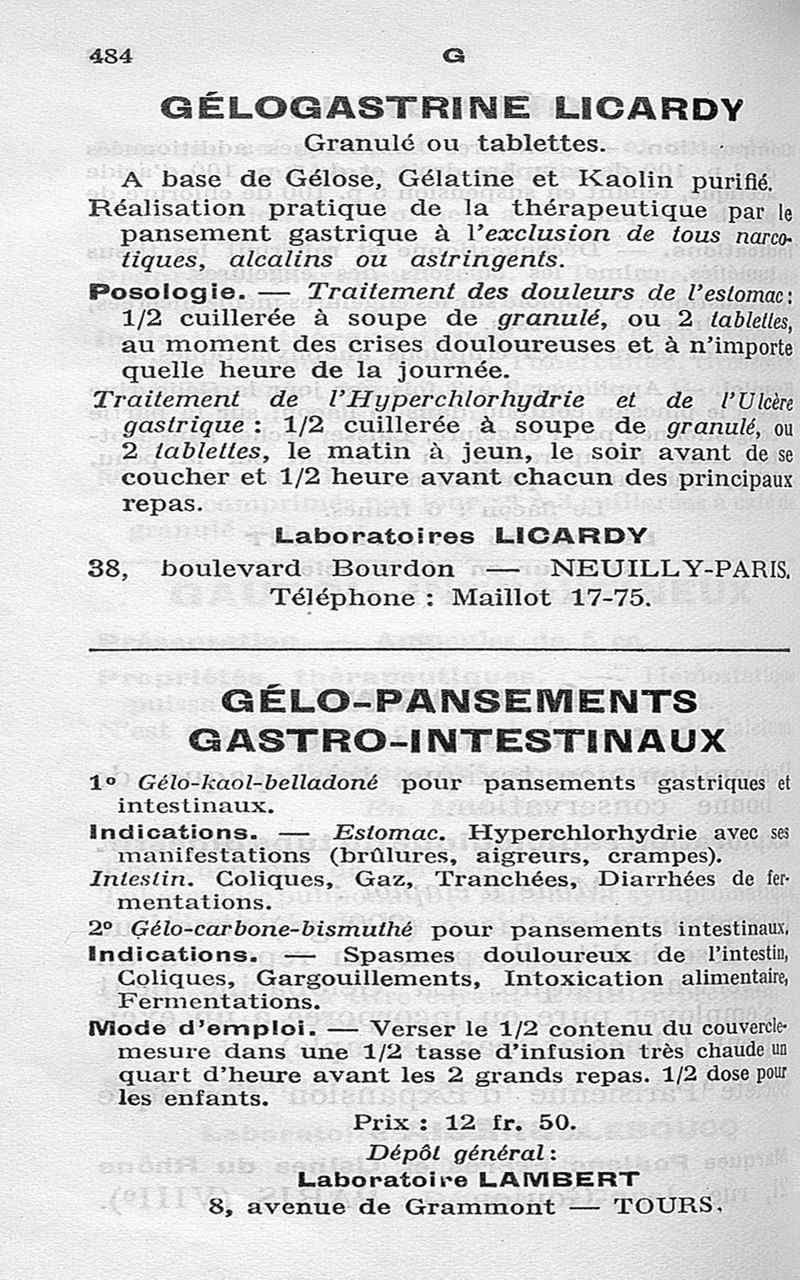 484
G
GÉLOGASTRINE LICARDY
Granulé ou tablettes.
A base de Gélose, Gélatine et Kaolin purifié.
Réalisation pratique de la thérapeutique par le
pansement gastrique à l'exclusion de tous narco-
tiques, alcalins ou astringents.
Posologie. — Traitement des douleurs de l'estomac :
1/2 cuillerée à soupe de granulé, ou 2 tablettes,
au moment des crises douloureuses et à n'importe
quelle heure de la journée.
Traitement de l'Hyperchlorhydrie et de l'Ulcère
gastrique : 1/2 cuillerée à soupe de granulé, ou
2 tablettes, le matin à jeun, le soir avant de se
coucher et 1/2 heure avant chacun des principaux
repas.
Laboratoires LICARDY
38, boulevard Bourdon — NEUILLY-PARIS.
Téléphone : Maillot 17-75.
GÉLO-PANSEMENTS
GASTRO-INTESTINAUX
1° Gélo-kaol-belladoné pour pansements gastriques et
intestinaux.
Indications. — Estomac. Hyperchlorhydrie avec ses
manifestations (brûlures, aigreurs, crampes).
Intestin. Coliques, Gaz, Tranchées, Diarrhées de fer-
mentations.
2° Gélo-carbone-bismuthé pour pansements intestinaux.
Indications. — Spasmes douloureux de l'intestin,
Coliques, Gargouillements, Intoxication alimentaire,
Fermentations.
Mode d'emploi. — Verser le 1/2 contenu du couvercle-
mesure dans une 1/2 tasse d'infusion très chaude un
quart d'heure avant les 2 grands repas. 1/2 dose pour
les enfants.
Prix : 12 fr. 50.
Dépôt général :
Laboratoire LAMBERT
8, avenue de Grammont — TOURS.